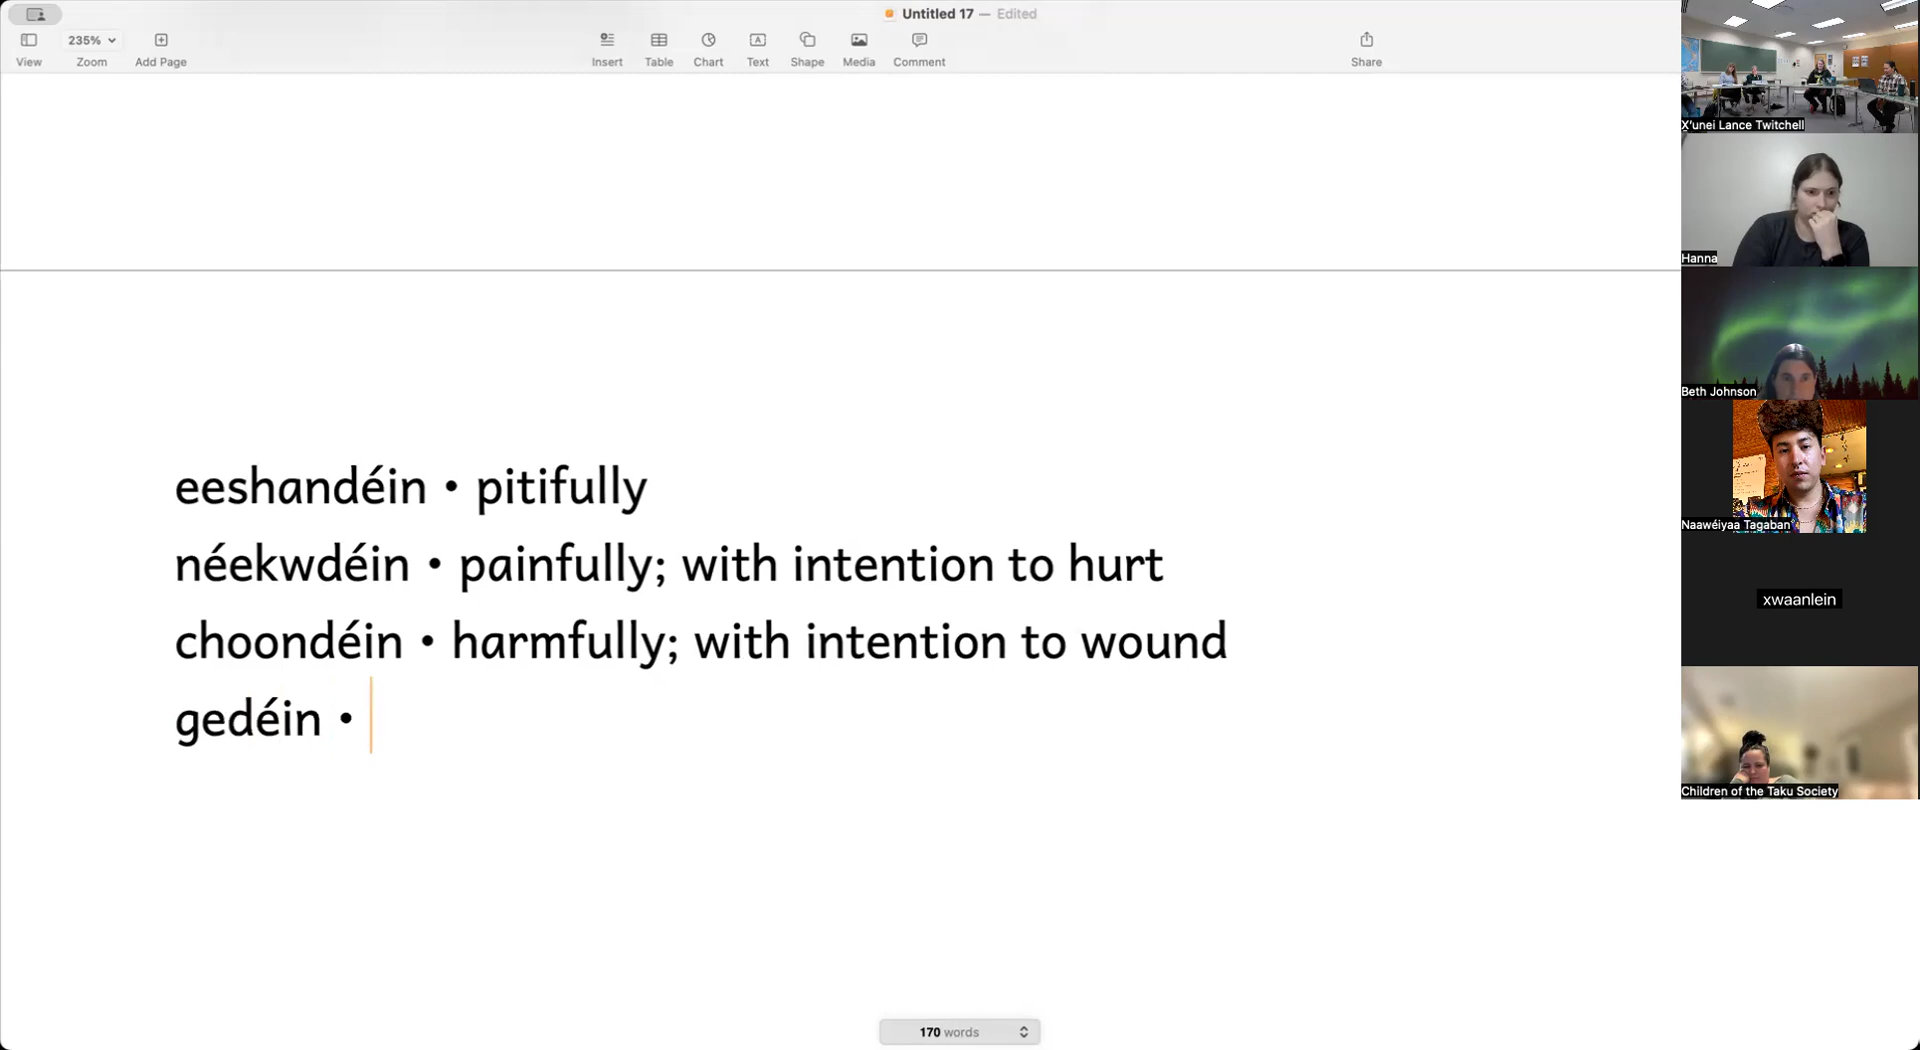 Untitled 17 — Edited
235%
View
Zoom
Add Page
Insert
Table
Chart
Text
Shape
Media
Comment
Share
eeshandéin • pitifully
néekwdéin • painfully; with intention to hurt
choondéin • harmfully; with intention to wound
gedéin •
170 words
X'unei Lance Twitchell
Hanna
Beth Johnson
Naawéiyaa Tagaban
xwaanlein
Children of the Taku Society